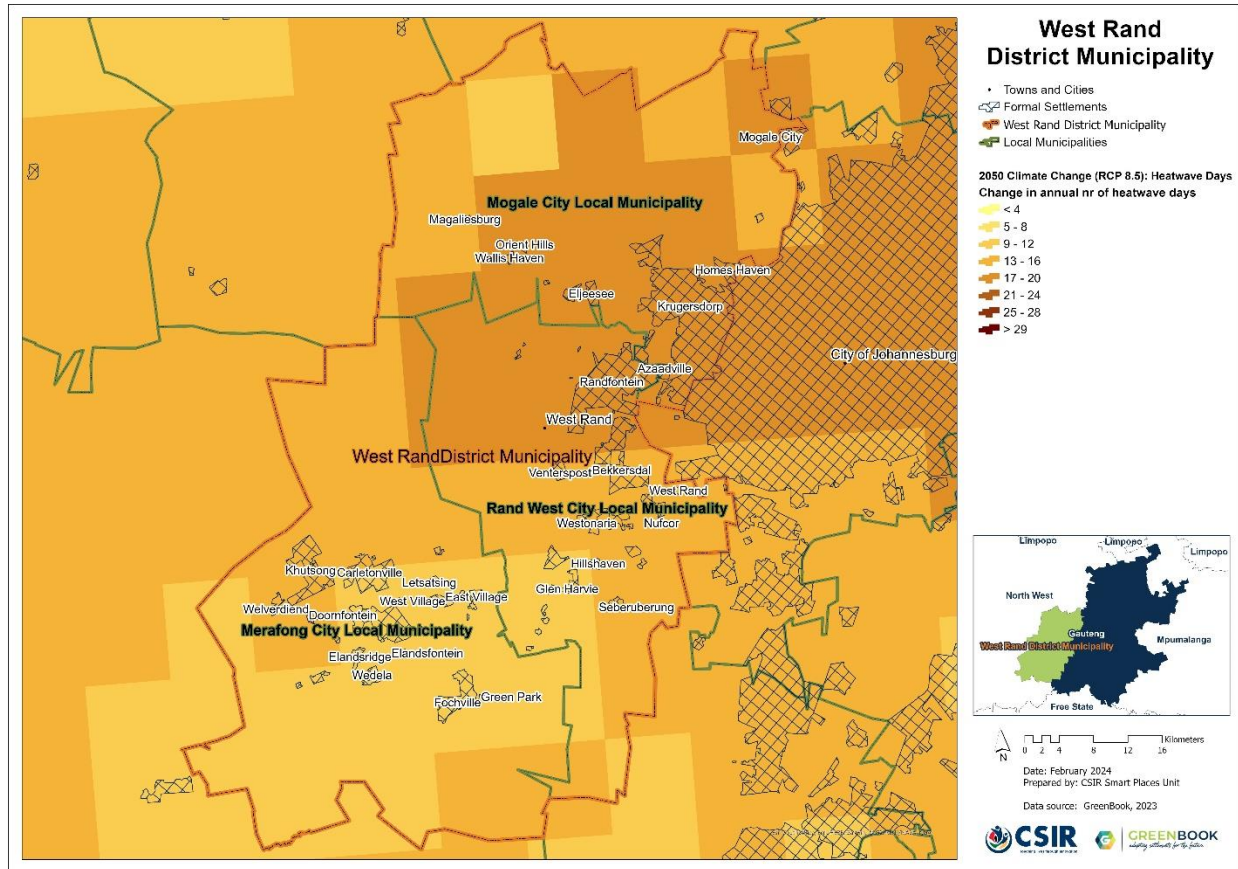 West Rand
District Municipality
Towns and Cities
Formal Settlements
West Rand District Municipality
Local Municipalities
2050 Climate Change (RCP 8.5): Heatwave Days
Change in annual nr of heatwave days
< 4
5 - 8
9 - 12
13 - 16
17 - 20
21 - 24
25 - 28
> 29
Mogale City
Mogale City Local Municipality
Magaliesburg
Orient Hills
Wallis Haven
Homes Haven
Eljeesee
Krugersdorp
City of Johannesburg
Azaadville
Randfontein
West Rand
West RandDistrict Municipality
Venterspost
Bekkersdal
West Rand
Rand West City Local Municipality
Westonaria
Nufcor
Hillshaven
Khutsong
Carletonville
Letsatsing
Glen Harvie
West Village
East Village
Seberuberung
Welverdiend
Doornfontein
Merafong City Local Municipality
Elandsridge
Elandsfontein
Wedela
Fochville
Green Park
Limpopo
Limpopo
Limpopo
North West
Gauteng
Mpumalanga
West Rand District Municipality
Free State
N
Kilometers
0 2 4 8 12 16
Date: February 2024
Prepared by: CSIR Smart Places Unit
Data source: GreenBook, 2023
CSIR
GREENBOOK
adapting settlements for the future